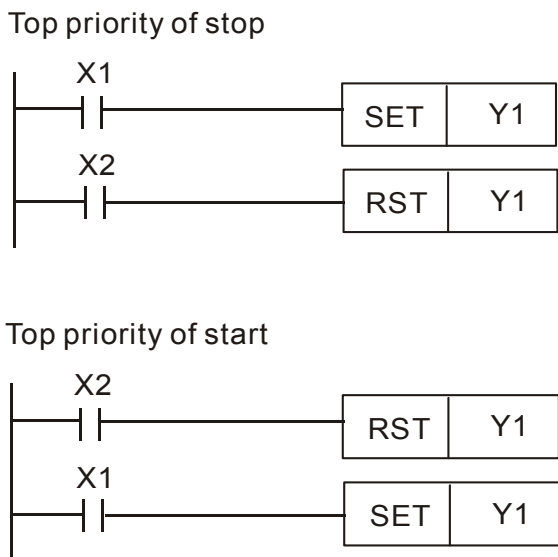 Top priority of stop
X1
SET Y1
X2
RST Y1
Top priority of start
X2
RST Y1
X1
SET Y1